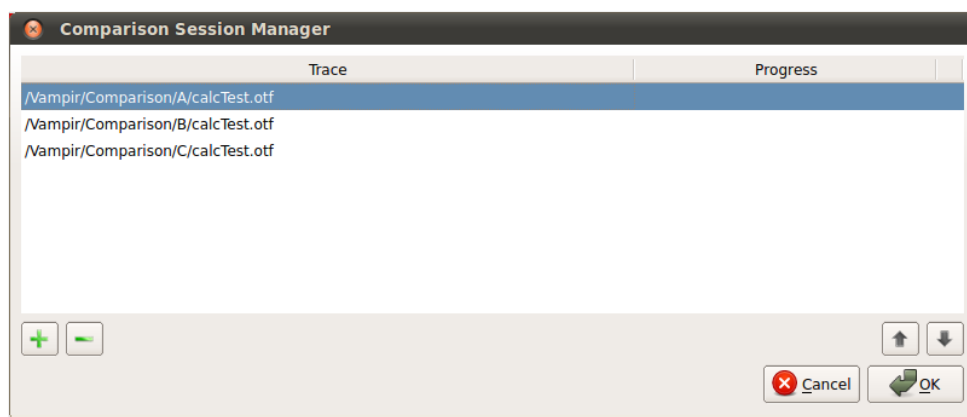 Comparison Session Manager
Trace Progress
/Vampir/Comparison/A/calcTest.otf
/Vampir/Comparison/B/calcTest.otf
/Vampir/Comparison/C/calcTest.otf
Cancel OK